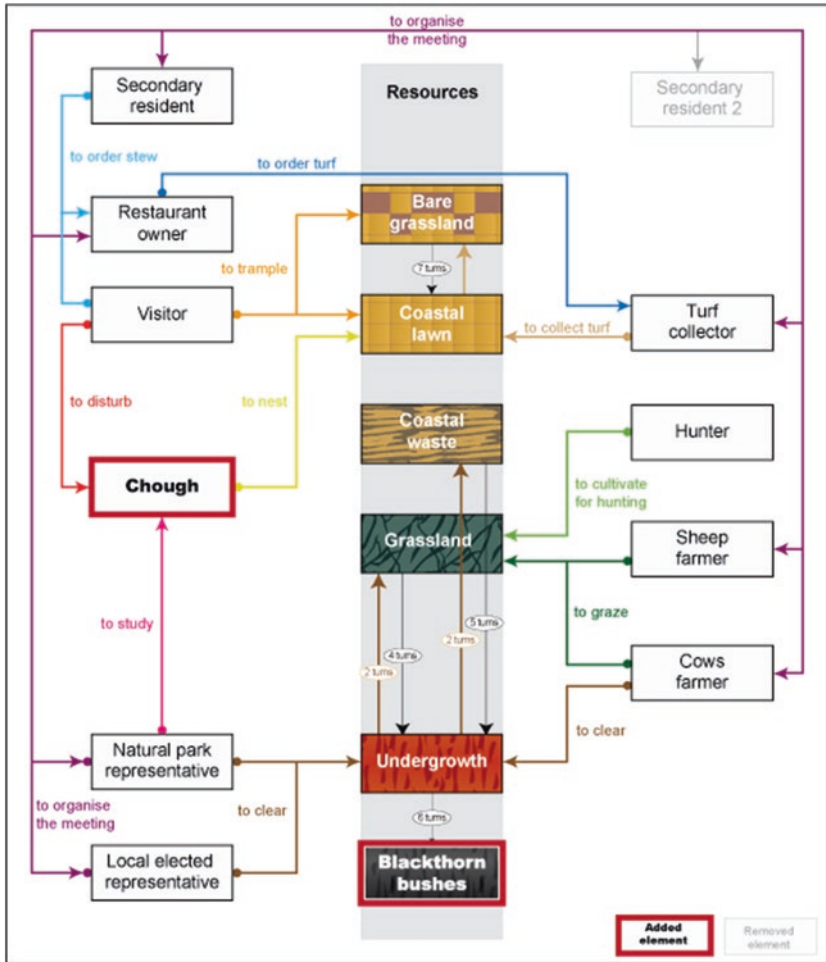 to organise
the meeting
Secondary
resident
Resources
Secondary
resident 2
to order stew
to order turf
Restaurant
owner
Bare
grassland
to trample
7 turns
Visitor
Coastal
lawn
Turf
collector
to collect turf
to disturb
to nest
Coastal
waste
Hunter
Chough
to cultivate
for hunting
Grassland
Sheep
farmer
to study
5 turns
to graze
4 turns
2 turns
2 turns
Cows
farmer
to clear
Natural park
representative
Undergrowth
to organise
the meeting
to clear
6 turns
Local elected
representative
Blackthorn
bushes
Added
element
Removed
element